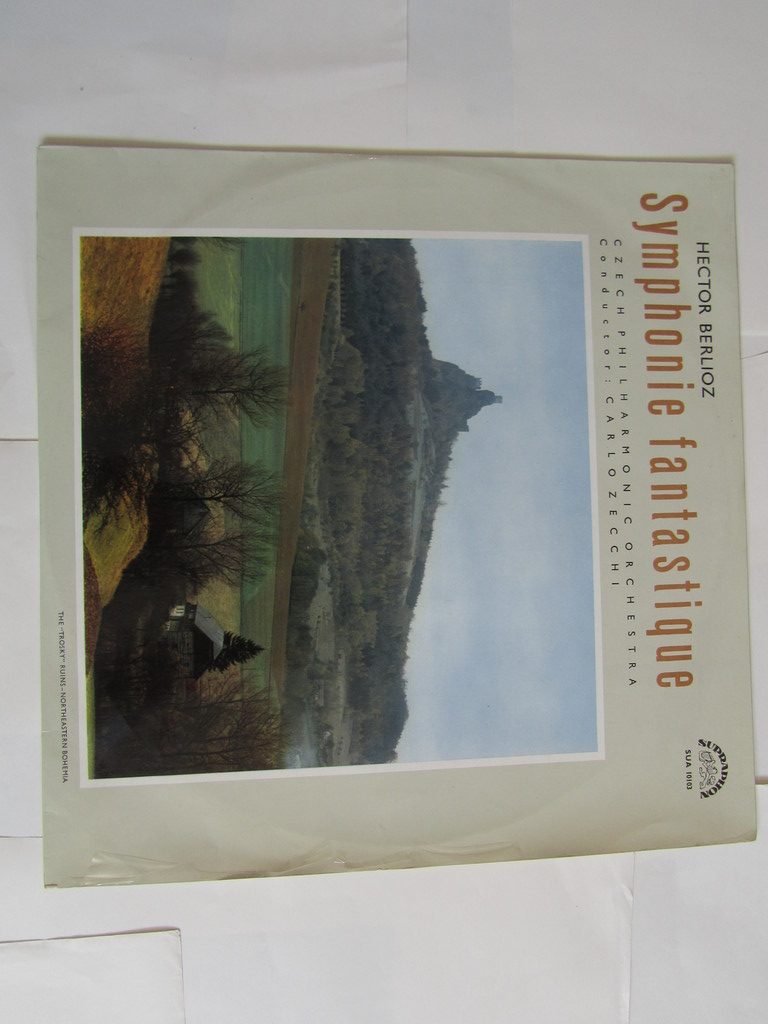 HECTOR BERLIOZ
Symphonie fantastique
CZECH PHILHARMONIC ORCHESTRA
Conductor: CARLO ZECCHI
SUPRAPHON
SUA 10103
THE "TROSKY" RUINS-NORTHEASTERN BOHEMIA